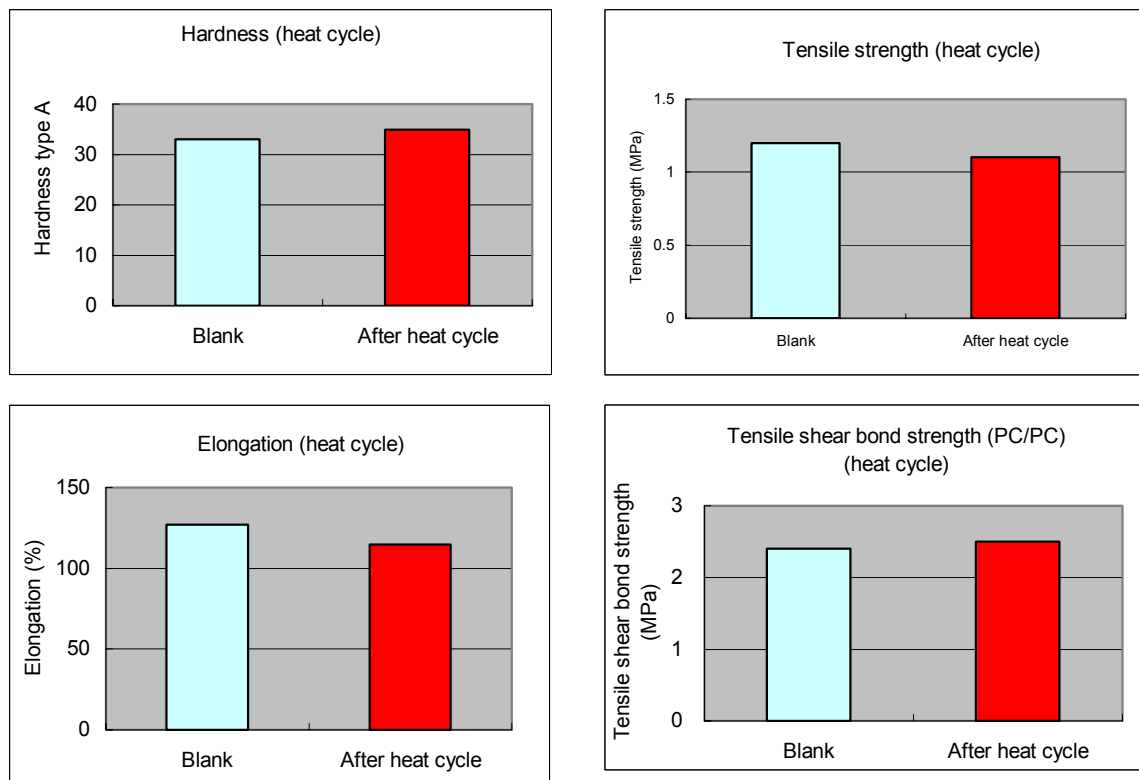 Hardness (heat cycle)
Hardness type A
40
30
20
10
0
Blank
After heat cycle
Tensile strength (heat cycle)
Tensile strength (MPa)
1.5
1
0.5
0
Blank
After heat cycle
Elongation (heat cycle)
Elongation (%)
150
100
50
0
Blank
After heat cycle
Tensile shear bond strength (PC/PC)
(heat cycle)
Tensile shear bond strength
(MPa)
3
2
1
0
Blank
After heat cycle